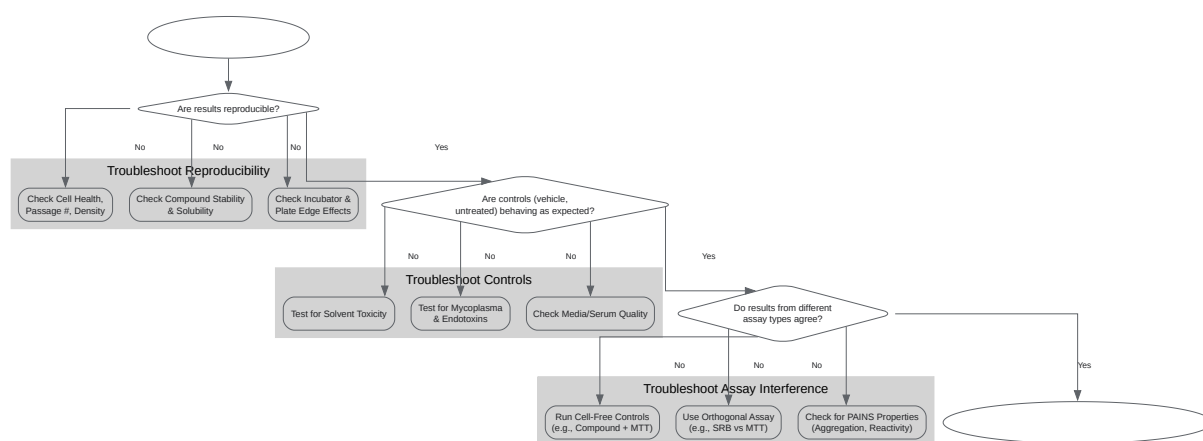 Are results reproducible?
No
No
No
Yes
Troubleshoot Reproducibility
Check Cell Health,
Passage #, Density
Check Compound Stability
& Solubility
Check Incubator &
Plate Edge Effects
Are controls (vehicle,
untreated) behaving as expected?
No
No
No
Yes
Troubleshoot Controls
Test for Solvent Toxicity
Test for Mycoplasma
& Endotoxins
Check Media/Serum Quality
Do results from different
assay types agree?
No
No
No
Yes
Troubleshoot Assay Interference
Run Cell-Free Controls
(e.g., Compound + MTT)
Use Orthogonal Assay
(e.g., SRB vs MTT)
Check for PAINS Properties
(Aggregation, Reactivity)